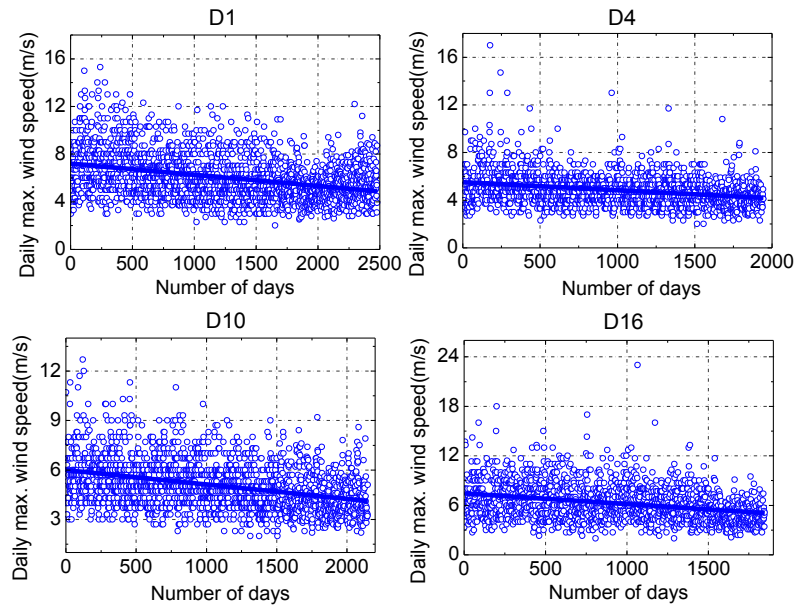 D1
Daily max. wind speed(m/s)
16
12
8
4
0
0 500 1000 1500 2000 2500
Number of days
D4
Daily max. wind speed(m/s)
16
12
8
4
0
0 500 1000 1500 2000
Number of days
D10
Daily max. wind speed(m/s)
12
9
6
3
0 500 1000 1500 2000
Number of days
D16
Daily max. wind speed(m/s)
24
18
12
6
0
0 500 1000 1500
Number of days